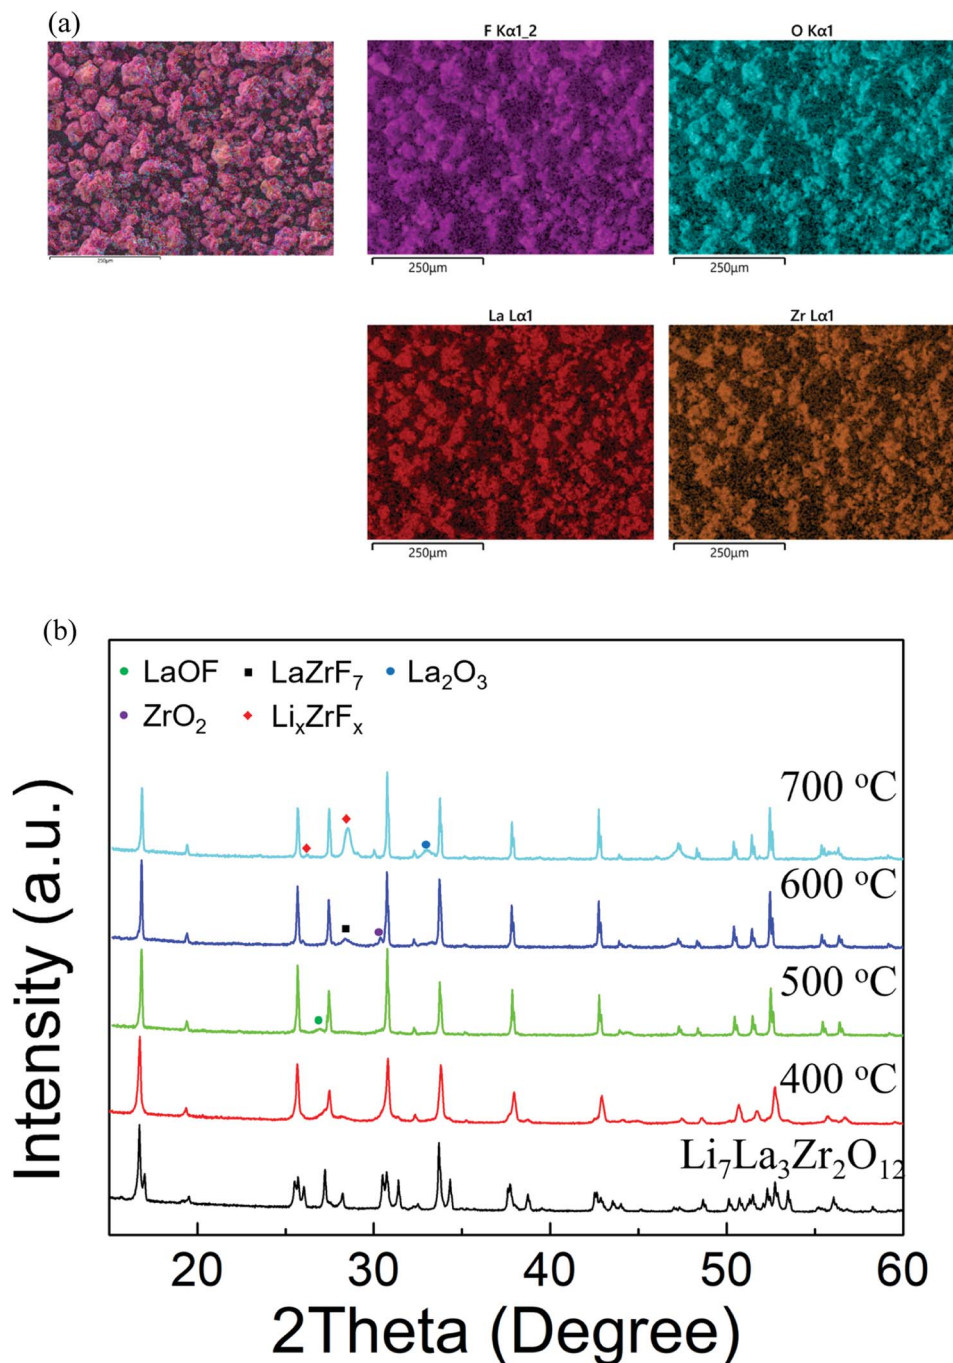 (a)
F Kα1_2
O Kα1
250μm
250μm
250μm
La Lα1
Zr Lα1
250μm
250μm
(b)
LaOF
LaZrF₇
La₂O₃
ZrO₂
LiₓZrFₓ
700 ºC
600 ºC
500 ºC
400 ºC
Li₇La₃Zr₂O₁₂
Intensity (a.u.)
20
30
40
50
60
2Theta (Degree)